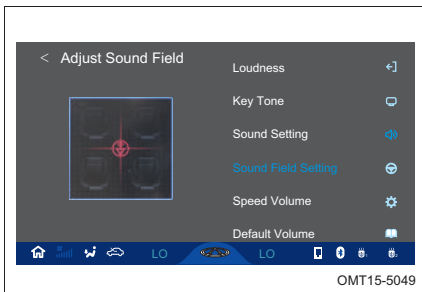 < Adjust Sound Field
Loudness
Key Tone
Sound Setting
Sound Field Setting
Speed Volume
Default Volume
LO LO
OMT15-5049